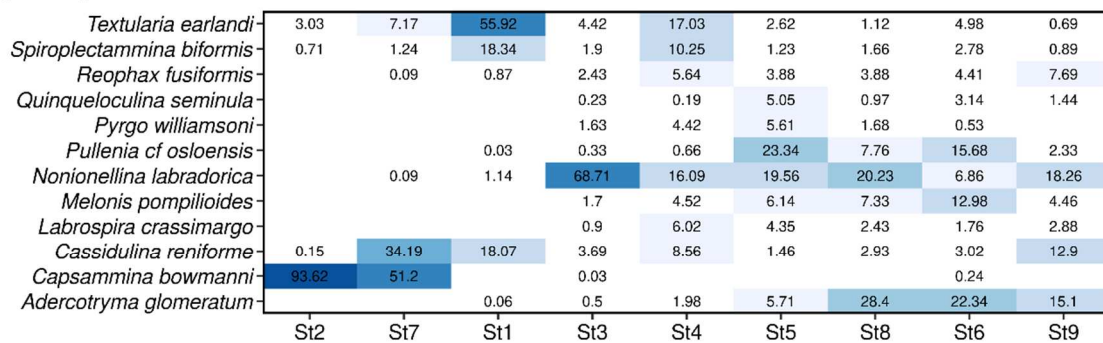 Textularia earlandi 3.03 7.17 55.92 4.42 17.03 2.62 1.12 4.98 0.69
Spiroplectammina biformis 0.71 1.24 18.34 1.9 10.25 1.23 1.66 2.78 0.89
Reophax fusiformis 0.09 0.87 2.43 5.64 3.88 3.88 4.41 7.69
Quinqueloculina seminula 0.23 0.19 5.05 0.97 3.14 1.44
Pyrgo williamsoni 1.63 4.42 5.61 1.68 0.53
Pullenia cf osloensis 0.03 0.33 0.66 23.34 7.76 15.68 2.33
Nonionellina labradorica 0.09 1.14 68.71 16.09 19.56 20.23 6.86 18.26
Melonis pompilioides 1.7 4.52 6.14 7.33 12.98 4.46
Labrospira crassimargo 0.9 6.02 4.35 2.43 1.76 2.88
Cassidulina reniforme 0.15 34.19 18.07 3.69 8.56 1.46 2.93 3.02 12.9
Capsammina bowmanni 93.62 51.2 0.03 0.24
Adercotryma glomeratum 0.06 0.5 1.98 5.71 28.4 22.34 15.1
St2 St7 St1 St3 St4 St5 St8 St6 St9